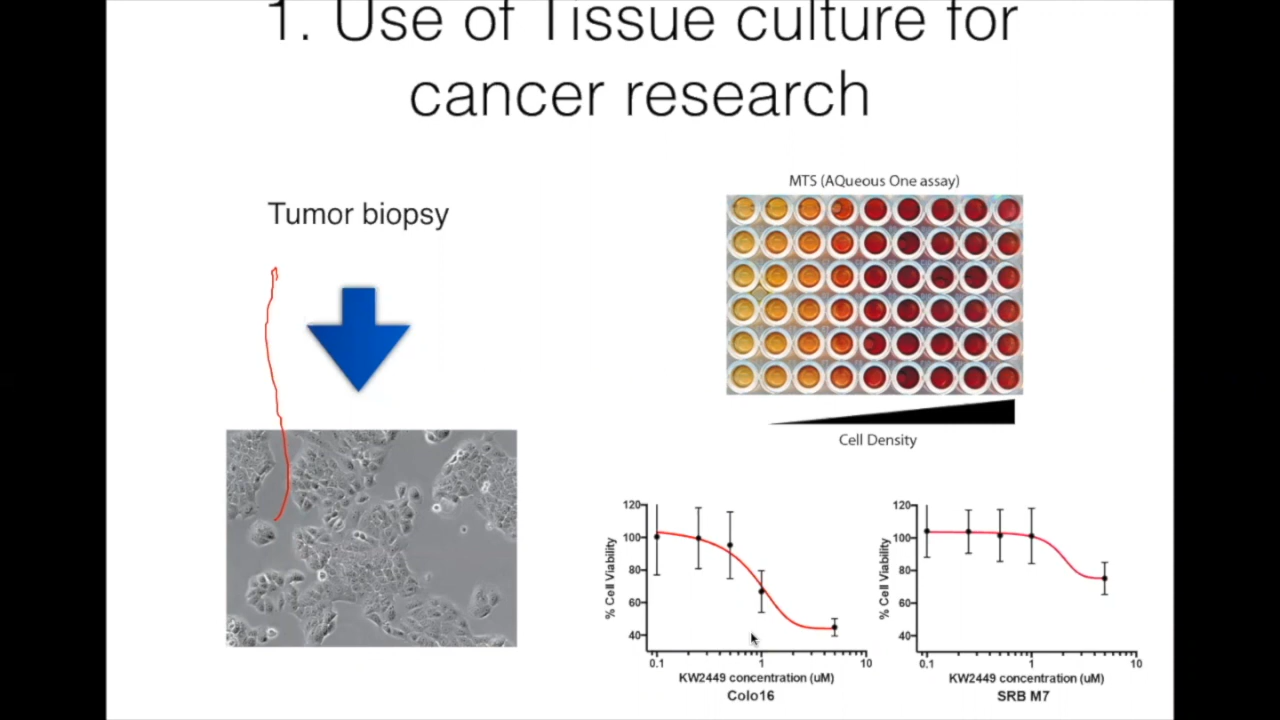 1. Use of Tissue culture for
cancer research
Tumor biopsy
MTS (AQueous One assay)
Cell Density
% Cell Viability
120
100
80
60
40
0.1
1
10
KW2449 concentration (uM)
Colo16
% Cell Viability
120
100
80
60
40
0.1
1
10
KW2449 concentration (uM)
SRB M7